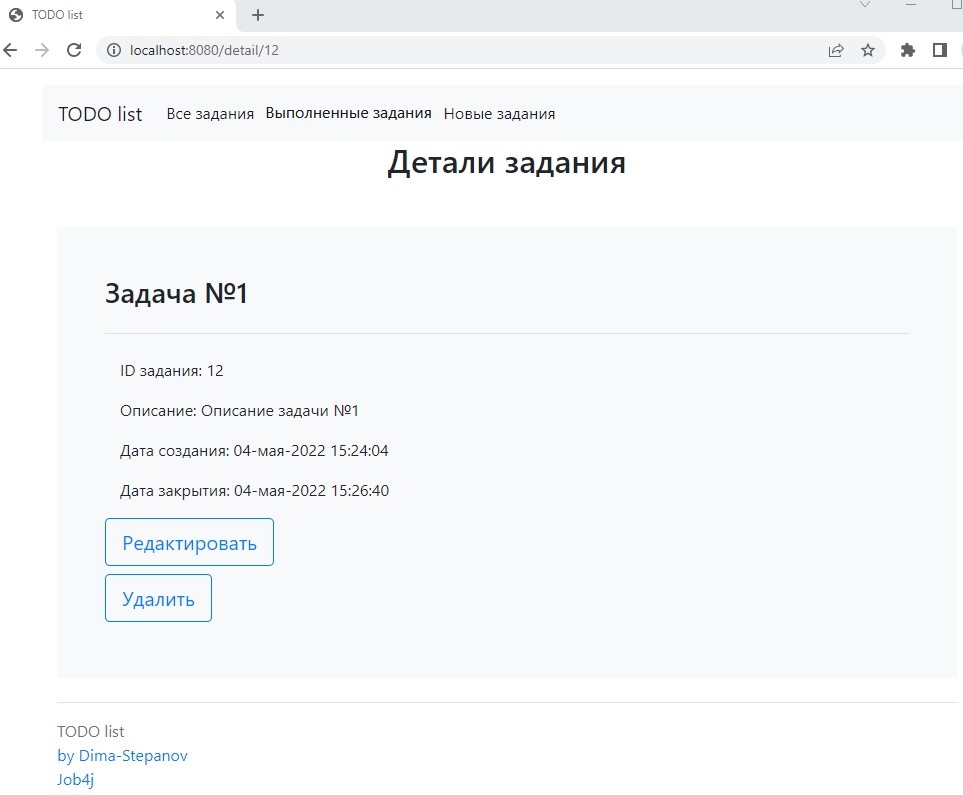 TODO list
localhost:8080/detail/12
TODO list Все задания Выполненные задания Новые задания
Детали задания
Задача №1
ID задания: 12
Описание: Описание задачи №1
Дата создания: 04-мая-2022 15:24:04
Дата закрытия: 04-мая-2022 15:26:40
Редактировать
Удалить
TODO list
by Dima-Stepanov
Job4j